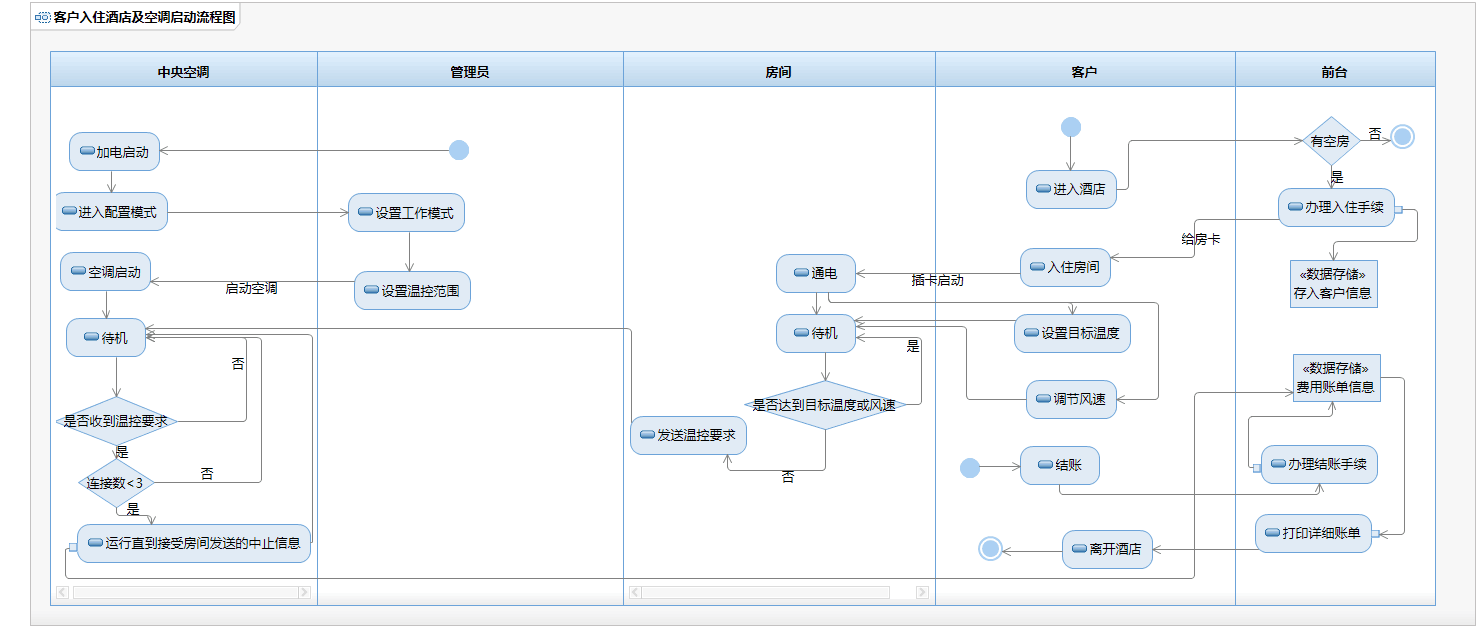 客户入住酒店及空调启动流程图
中央空调
管理员
房间
客户
前台
加电启动
进入配置模式
空调启动
待机
否
是否收到温控要求
是
连接数<3
否
是
运行直到接受房间发送的中止信息
设置工作模式
设置温控范围
启动空调
通电
待机
是
是否达到目标温度或风速
发送温控要求
否
进入酒店
给房卡
入住房间
插卡启动
设置目标温度
调节风速
结账
离开酒店
有空房
否
是
办理入住手续
«数据存储»
存入客户信息
«数据存储»
费用账单信息
办理结账手续
打印详细账单